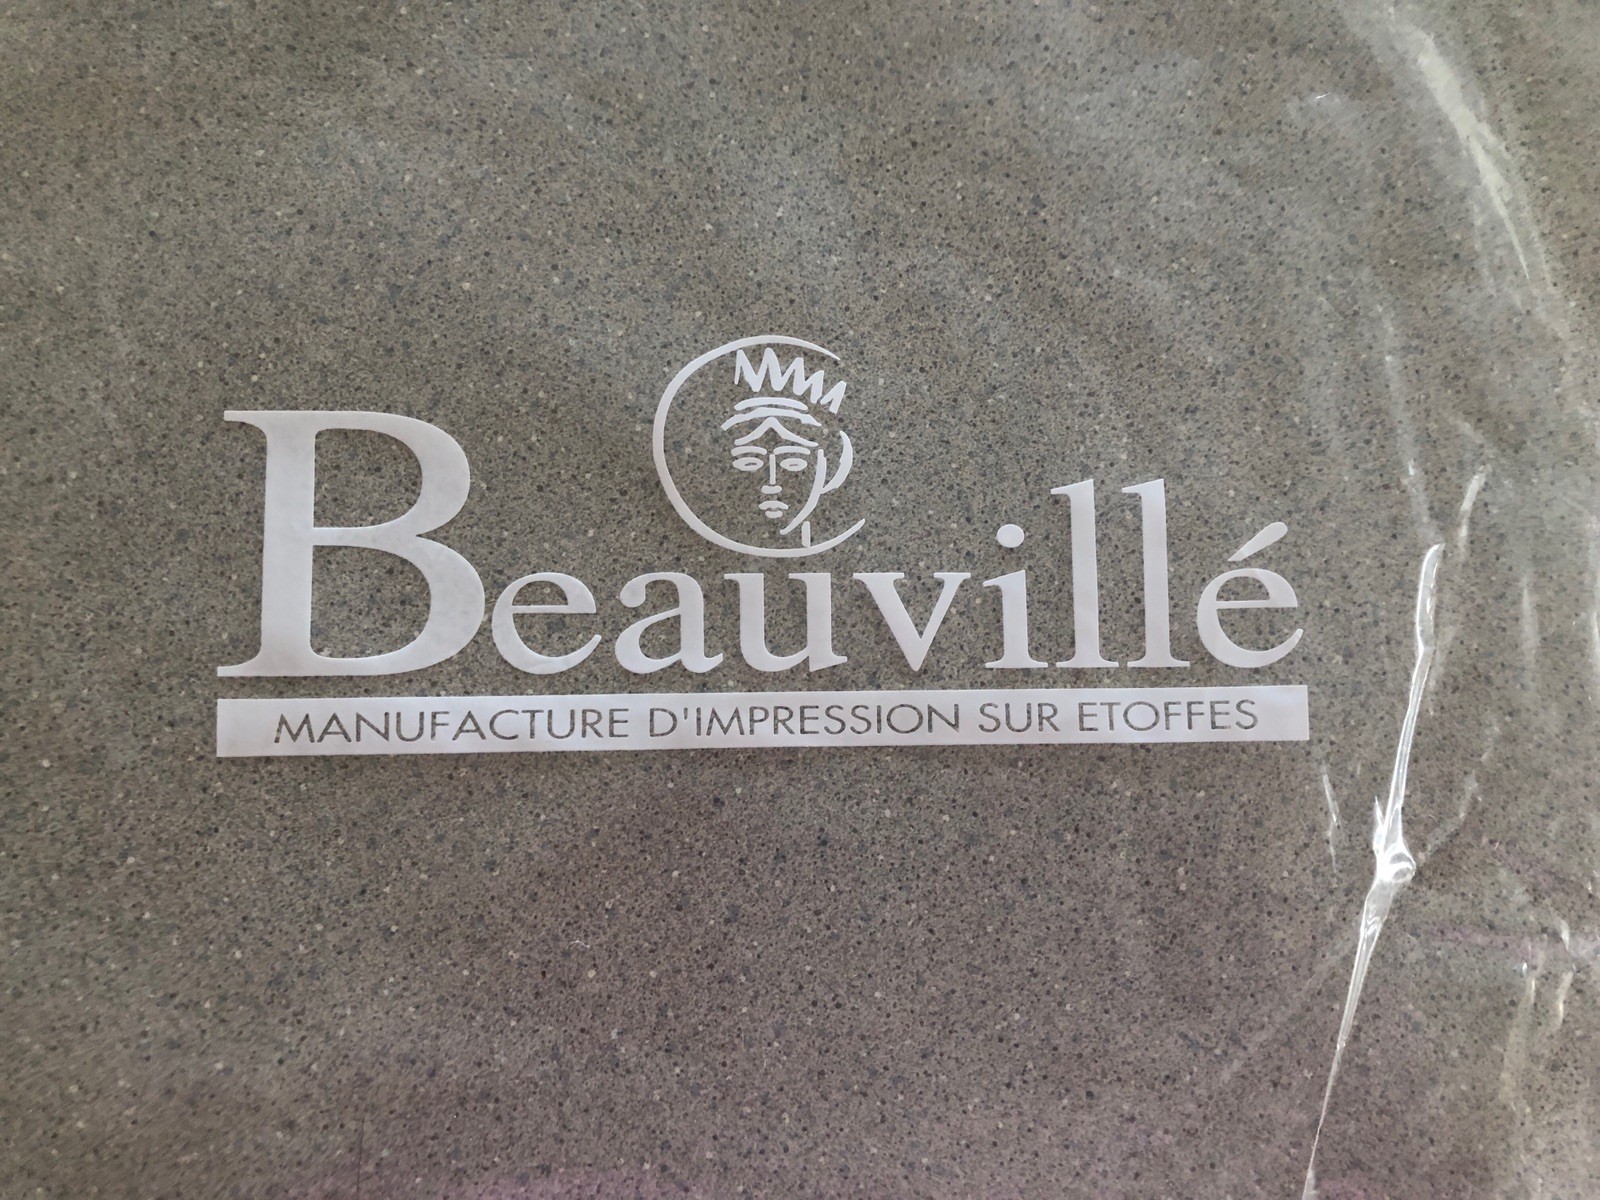 Beauvillé
MANUFACTURE D'IMPRESSION SUR ETOFFES